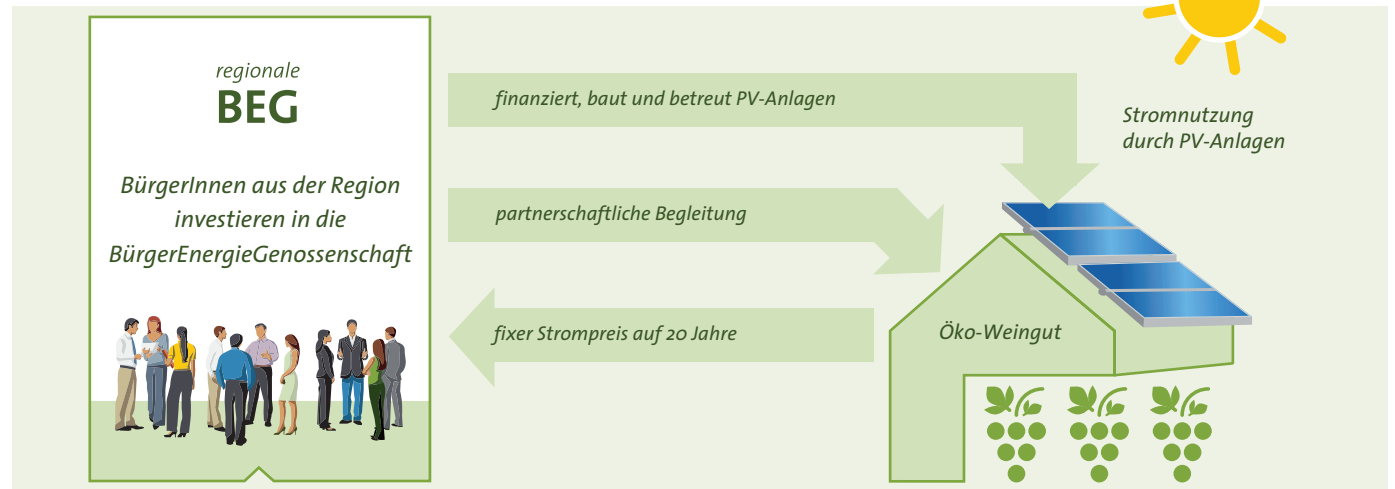 regionale
BEG
BürgerInnen aus der Region
investieren in die
BürgerEnergieGenossenschaft
finanziert, baut und betreut PV-Anlagen
partnerschaftliche Begleitung
fixer Strompreis auf 20 Jahre
Stromnutzung
durch PV-Anlagen
Öko-Weingut